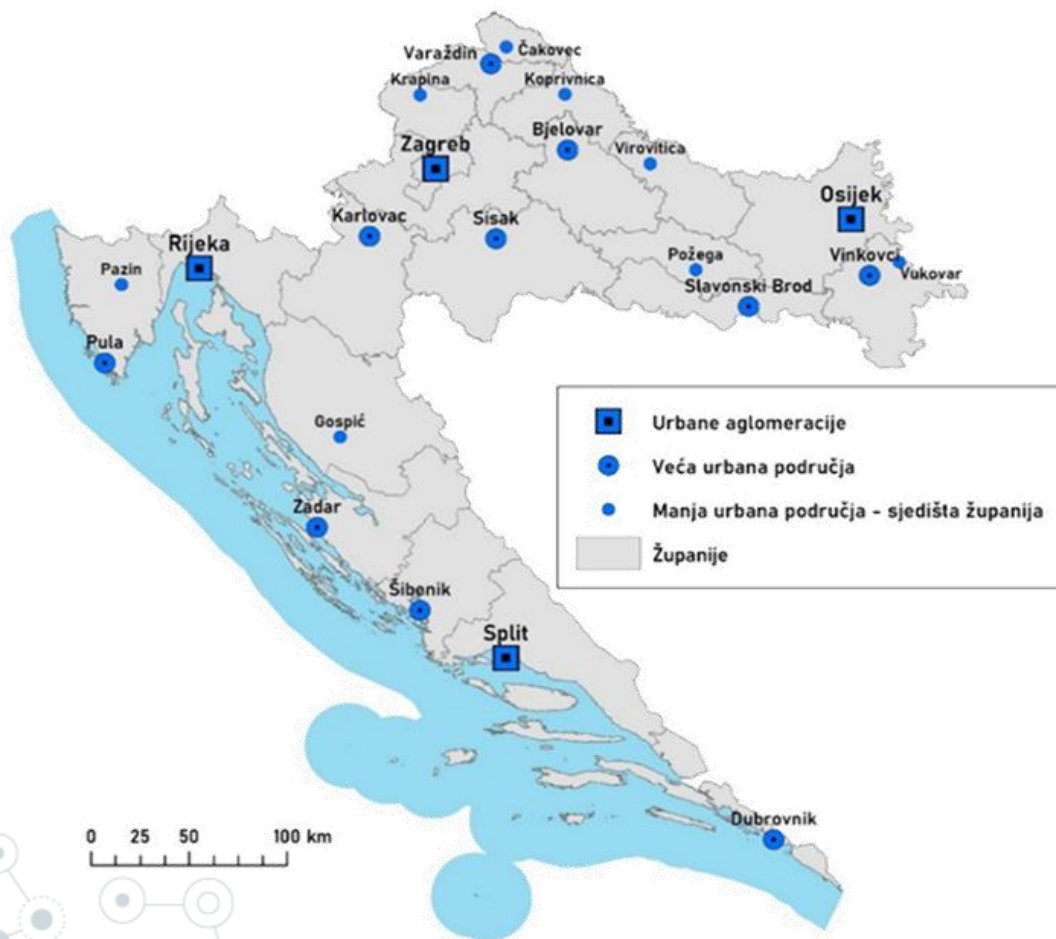 Čakovec
Varaždin
Krapina
Koprivnica
Bjelovar
Zagreb
Virovitica
Osijek
Karlovac
Sisak
Rijeka
Požega
Vinkovci
Pazin
Vukovar
Slavonski Brod
Pula
Gospić
Urbane aglomeracije
Veća urbana područja
Manja urbana područja - sjedišta županija
Županije
Zadar
Šibenik
Split
Dubrovnik
0 25 50 100 km